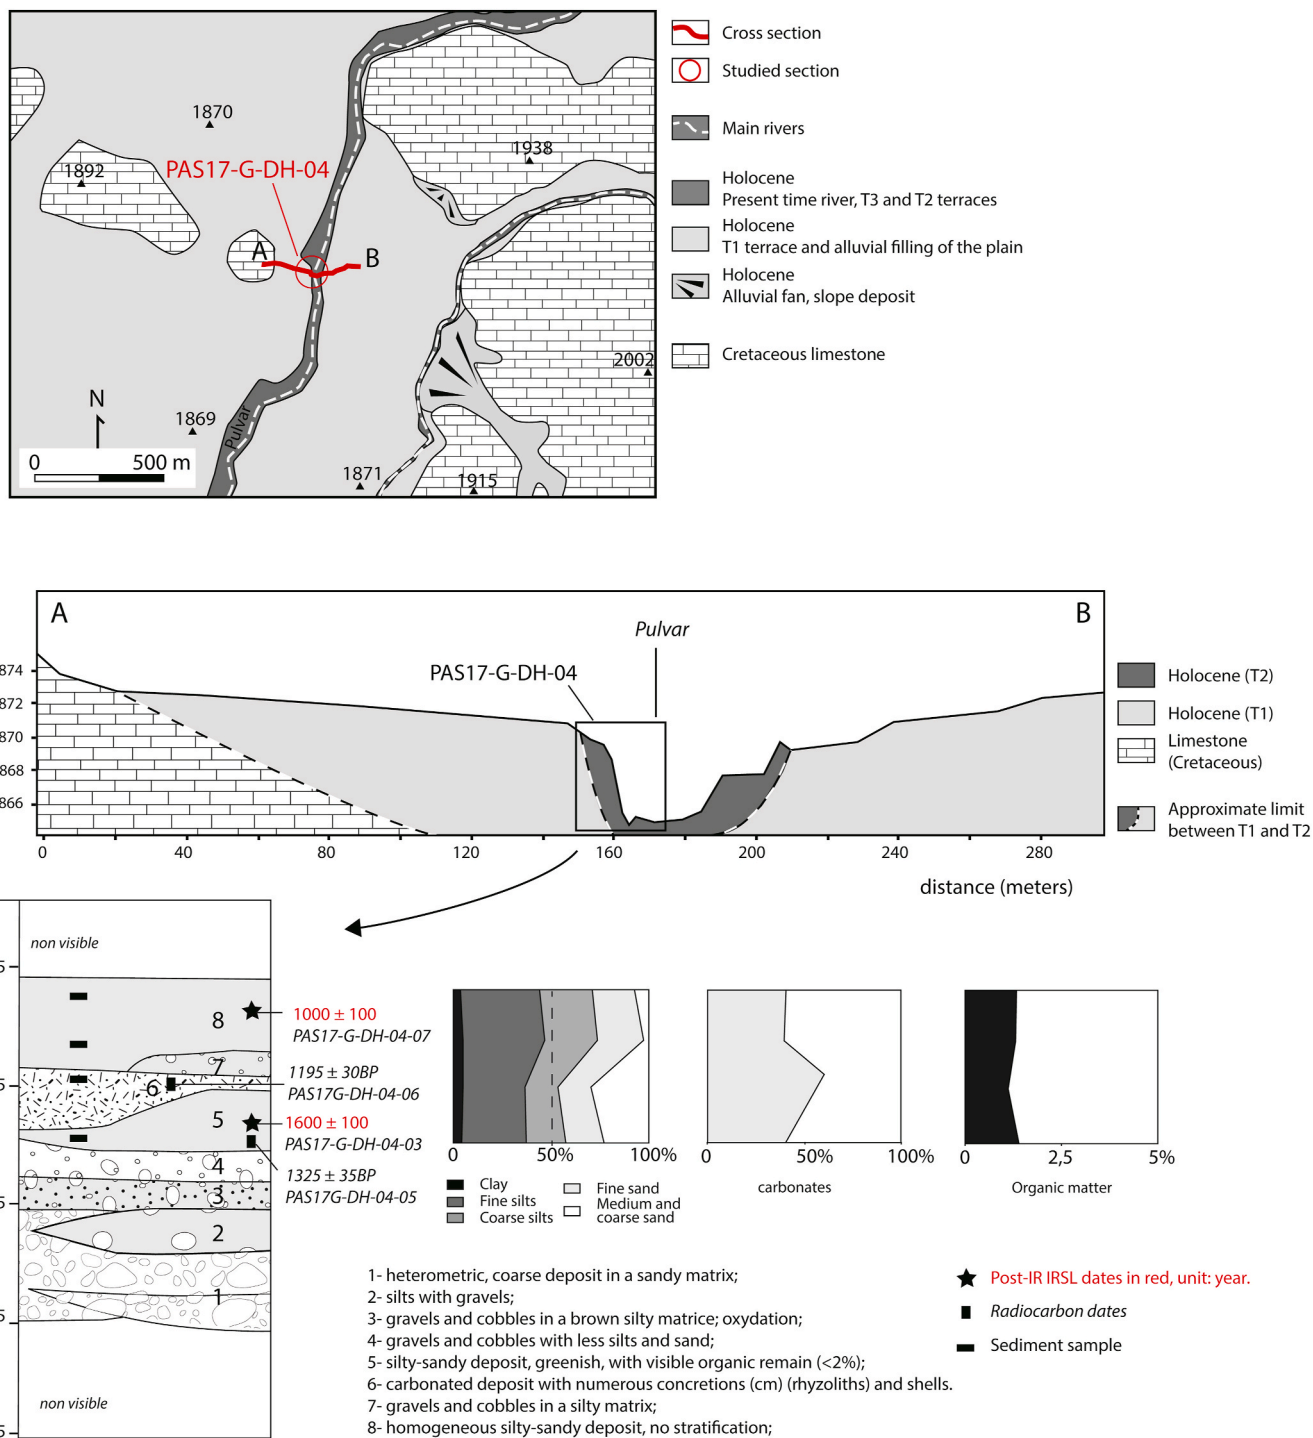 Cross section
Studied section
Main rivers
Holocene
Present time river, T3 and T2 terraces
Holocene
T1 terrace and alluvial filling of the plain
Holocene
Alluvial fan, slope deposit
Cretaceous limestone
1870
1892
PAS17-G-DH-04
1938
A
B
2002
N
1869
Pulvar
0 500 m
1871
1915
A
B
Pulvar
PAS17-G-DH-04
874
872
870
868
866
0 40 80 120 160 200 240 280
distance (meters)
Holocene (T2)
Holocene (T1)
Limestone
(Cretaceous)
Approximate limit
between T1 and T2
non visible
5
8
1000 ± 100
PAS17-G-DH-04-07
7
1195 ± 30BP
PAS17G-DH-04-06
5
6
5
1600 ± 100
PAS17-G-DH-04-03
4
1325 ± 35BP
PAS17G-DH-04-05
3
5
2
1
5
non visible
5
0 50% 100%
Clay
Fine silts
Coarse silts
Fine sand
Medium and
coarse sand
0 50% 100%
carbonates
0 2,5 5%
Organic matter
1- heterometric, coarse deposit in a sandy matrix;
2- silts with gravels;
3- gravels and cobbles in a brown silty matrice; oxydation;
4- gravels and cobbles with less silts and sand;
5- silty-sandy deposit, greenish, with visible organic remain (<2%);
6- carbonated deposit with numerous concretions (cm) (rhyzoliths) and shells.
7- gravels and cobbles in a silty matrix;
8- homogeneous silty-sandy deposit, no stratification;
Post-IR IRSL dates in red, unit: year.
Radiocarbon dates
Sediment sample